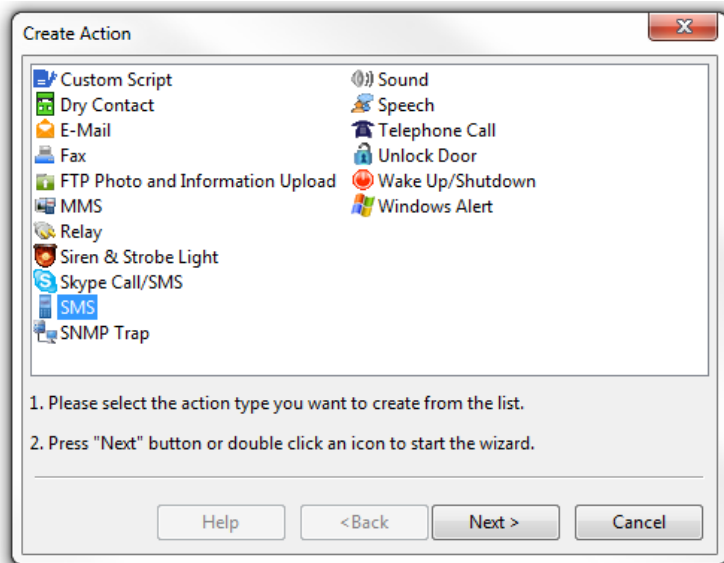 Create Action
Custom Script
Dry Contact
E-Mail
Fax
FTP Photo and Information Upload
MMS
Relay
Siren & Strobe Light
Skype Call/SMS
SMS
SNMP Trap
Sound
Speech
Telephone Call
Unlock Door
Wake Up/Shutdown
Windows Alert
1. Please select the action type you want to create from the list.
2. Press "Next" button or double click an icon to start the wizard.
Help
<Back
Next >
Cancel